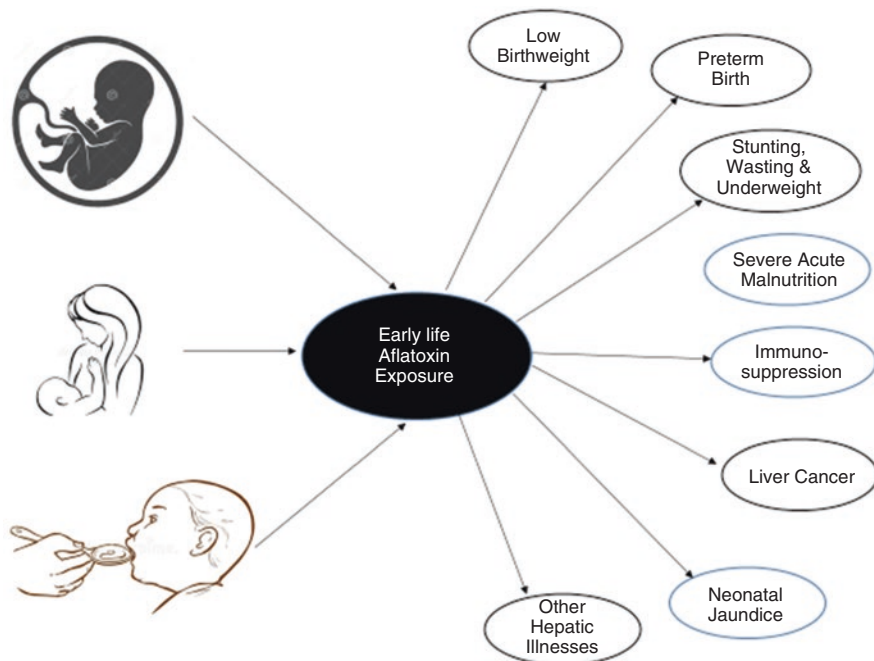 Low
Birthweight
Preterm
Birth
Stunting,
Wasting &
Underweight
Severe Acute
Malnutrition
Early life
Aflatoxin
Exposure
Immuno-
suppression
Liver Cancer
Neonatal
Jaundice
Other
Hepatic
Illnesses